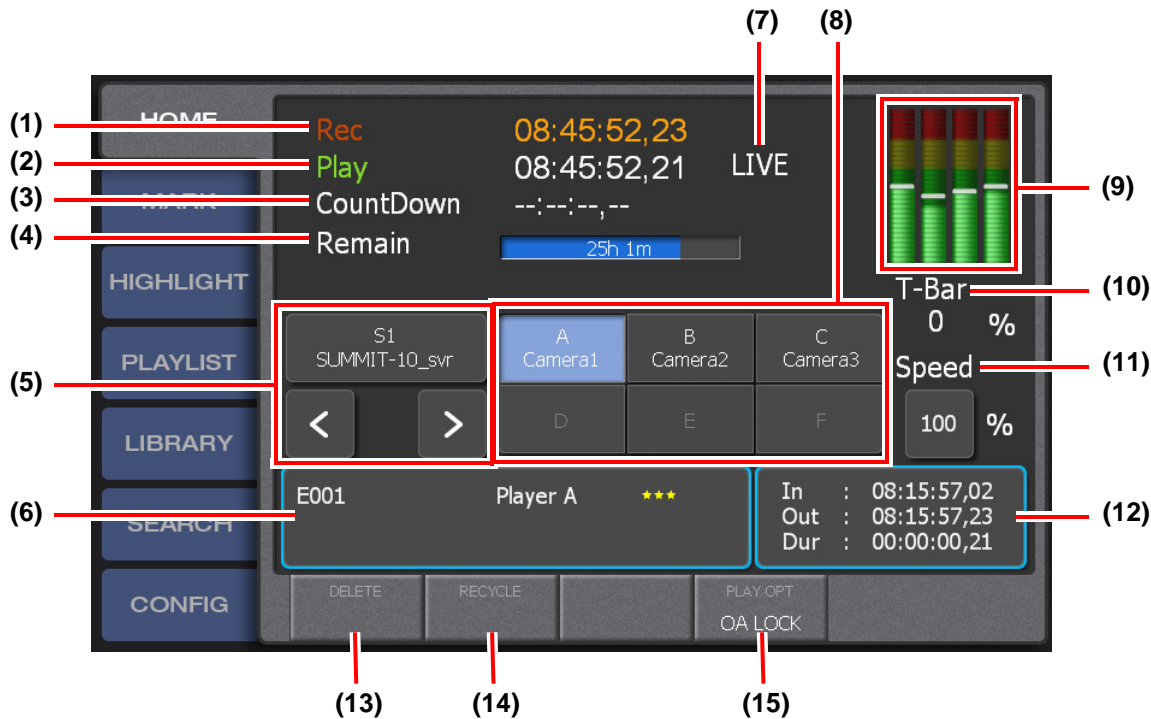 (7) (8)
HOME
(1) Rec 08:45:52,23
(2) Play 08:45:52,21 LIVE
MARK
(3) CountDown --:--:--,--
(9)
(4) Remain 25h 1m
HIGHLIGHT
T-Bar (10)
0 %
S1
SUMMIT-10_svr
A
Camera1
B
Camera2
C
Camera3
PLAYLIST
Speed (11)
(5)
< >
D E F
100 %
LIBRARY
E001 Player A ★★★
In : 08:15:57,02
(6) SEARCH
Out : 08:15:57,23 (12)
Dur : 00:00:00,21
CONFIG
DELETE RECYCLE PLAY OPT
OA LOCK
(13) (14) (15)